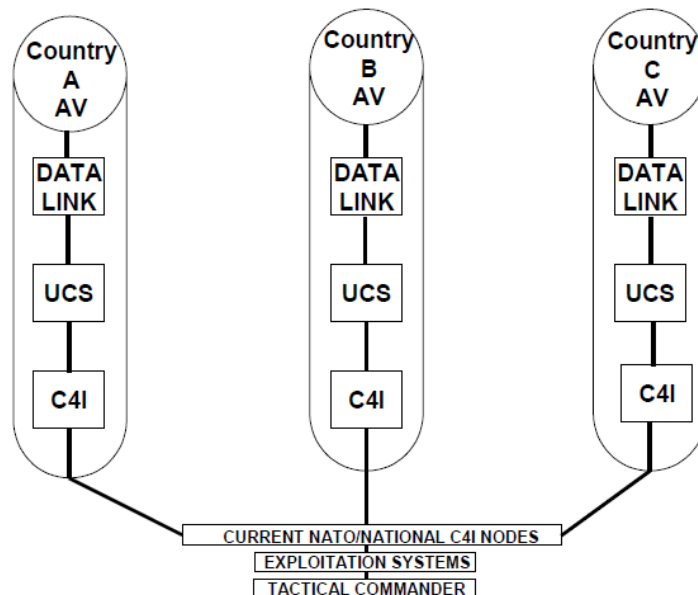 Country
A
AV
DATA
LINK
UCS
C4I
Country
B
AV
DATA
LINK
UCS
C4I
Country
C
AV
DATA
LINK
UCS
C4I
CURRENT NATO/NATIONAL C4I NODES
EXPLOITATION SYSTEMS
TACTICAL COMMANDER